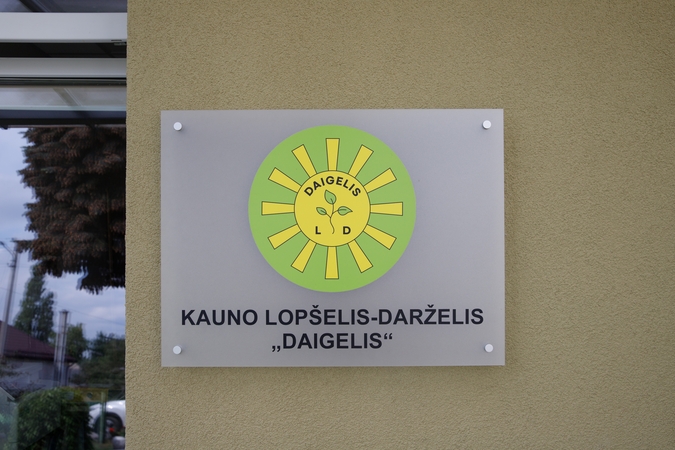 DAIGELIS
L D
KAUNO LOPŠELIS-DARŽELIS
„DAIGELIS“